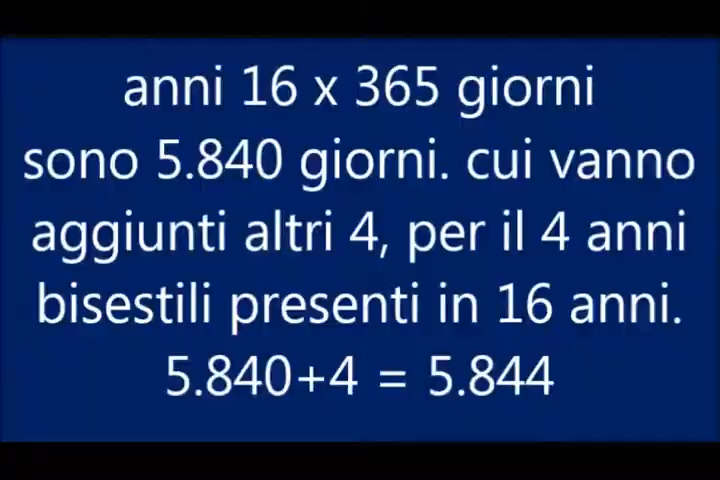 anni 16 x 365 giorni
sono 5.840 giorni. cui vanno
aggiunti altri 4, per il 4 anni
bisestili presenti in 16 anni.
5.840+4 = 5.844